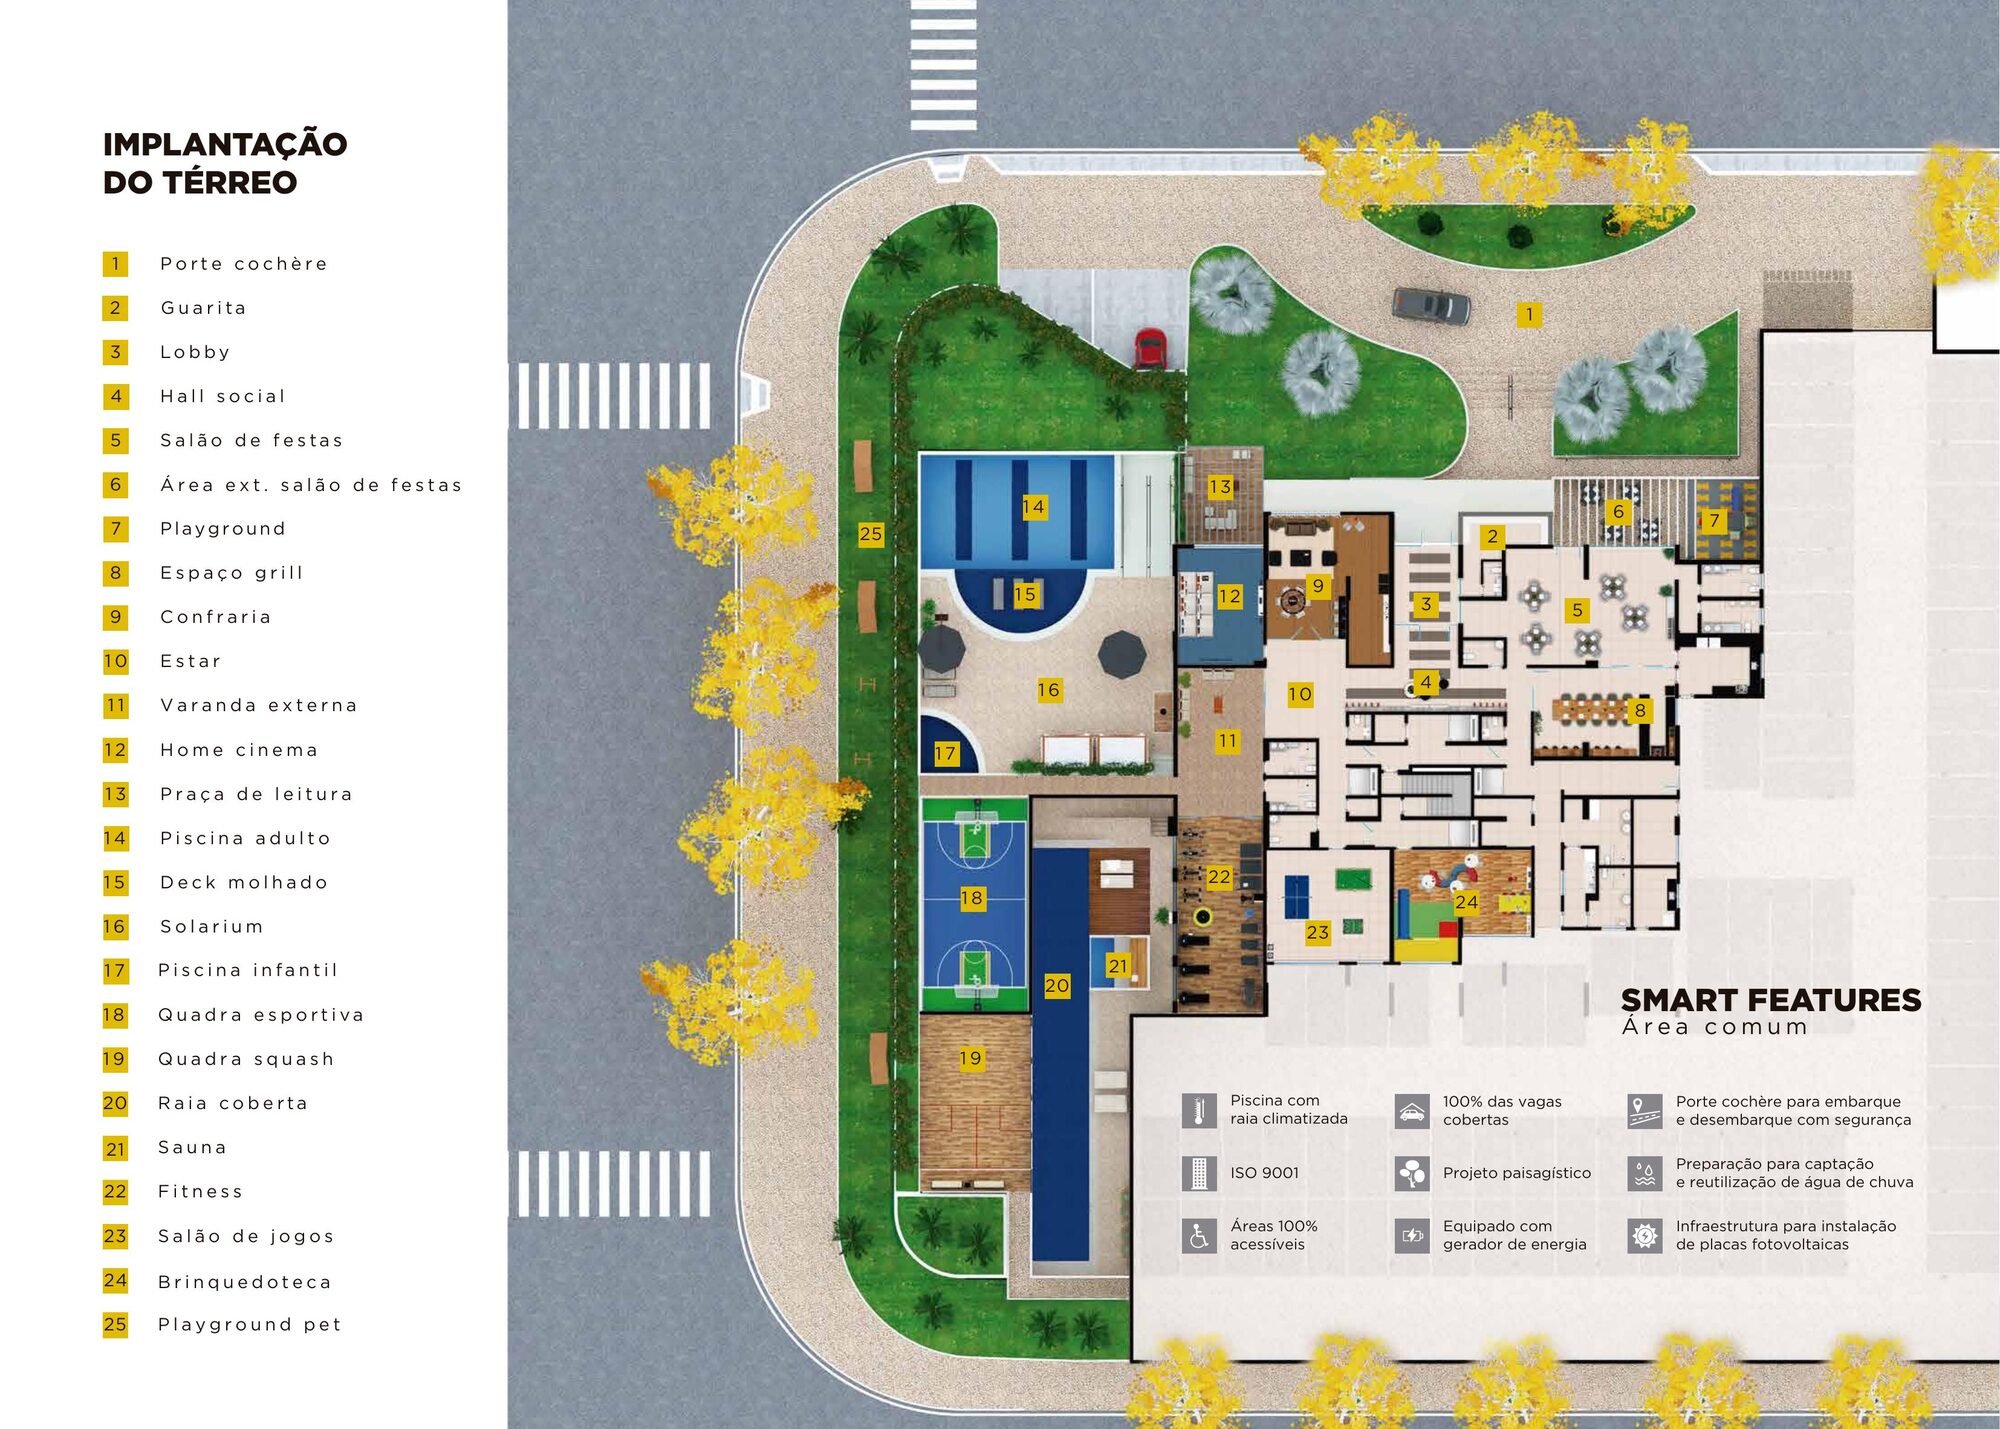 IMPLANTAÇÃO
DO TÉRREO
1 Porte cochère
2 Guarita
3 Lobby
4 Hall social
5 Salão de festas
6 Área ext. salão de festas
7 Playground
8 Espaço grill
9 Confraria
10 Estar
11 Varanda externa
12 Home cinema
13 Praça de leitura
14 Piscina adulto
15 Deck molhado
16 Solarium
17 Piscina infantil
18 Quadra esportiva
19 Quadra squash
20 Raia coberta
21 Sauna
22 Fitness
23 Salão de jogos
24 Brinquedoteca
25 Playground pet
1
13
14
25
6
7
2
15
12
9
3
5
16
10
4
8
11
17
22
18
24
23
21
20
19
SMART FEATURES
Área comum
Piscina com
raia climatizada
100% das vagas
cobertas
Porte cochère para embarque
e desembarque com segurança
ISO 9001
Projeto paisagístico
Preparação para captação
e reutilização de água de chuva
Áreas 100%
acessíveis
Equipado com
gerador de energia
Infraestrutura para instalação
de placas fotovoltaicas